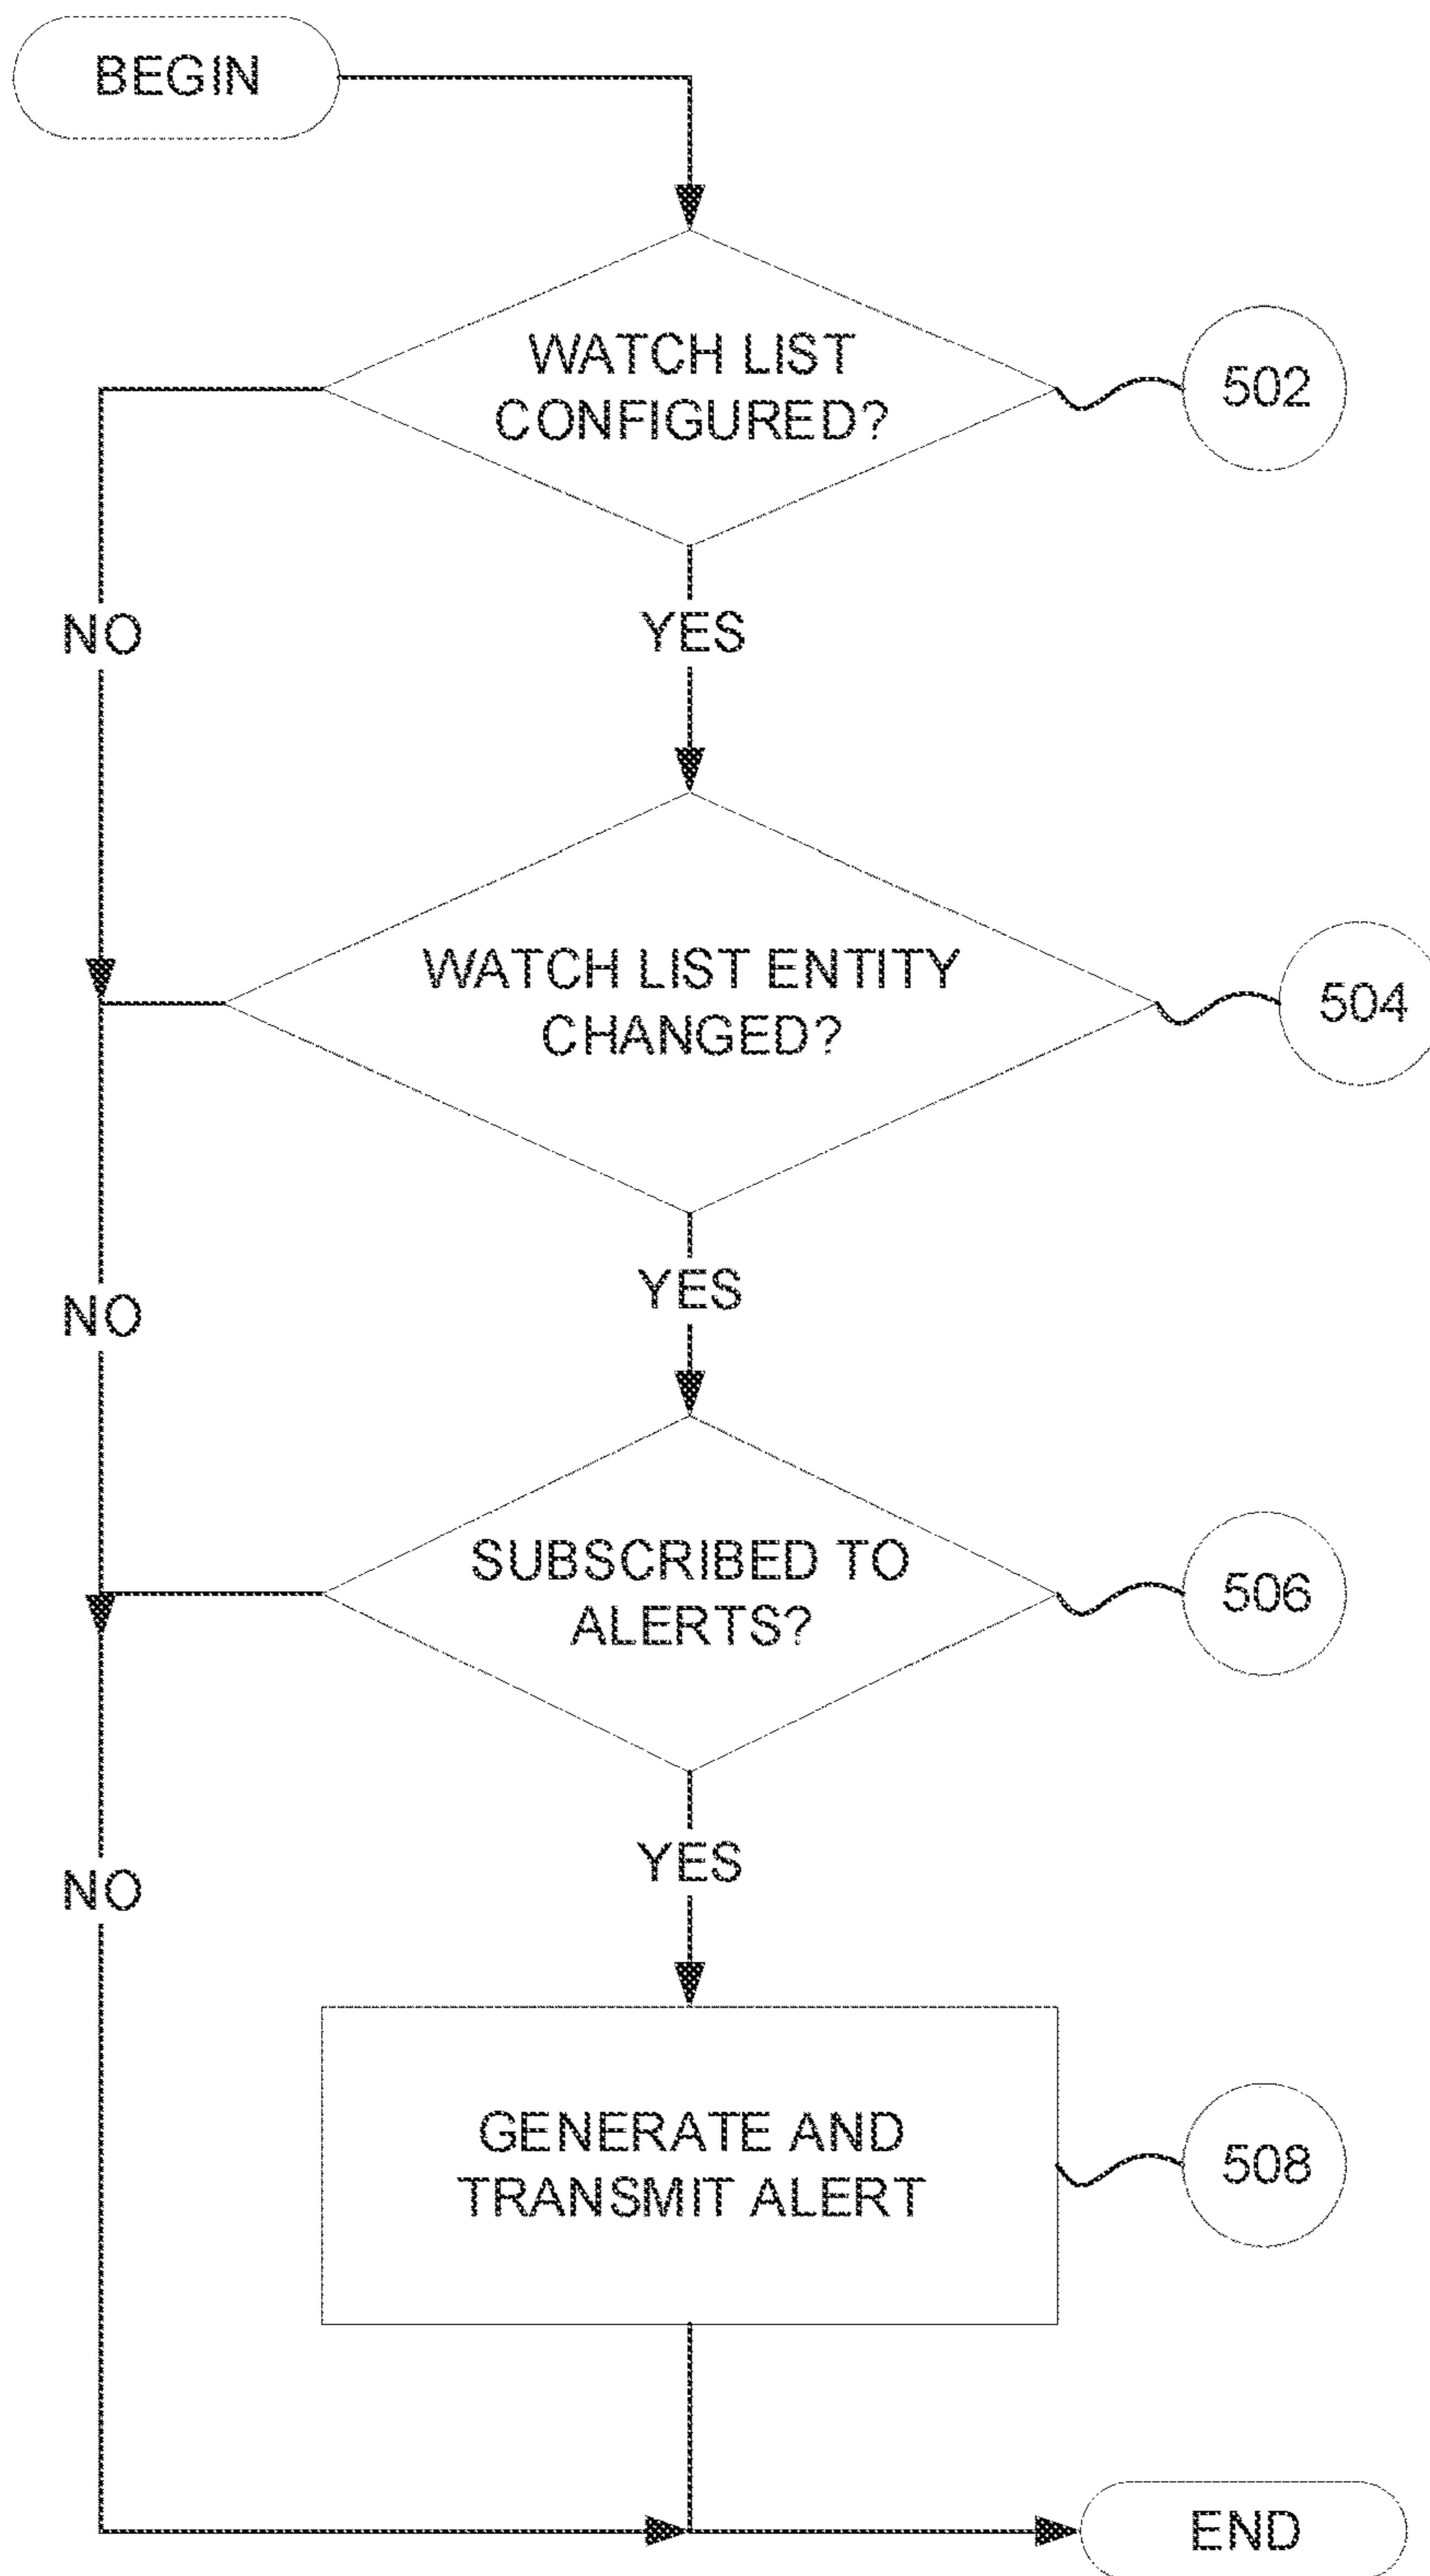 BEGIN
WATCH LIST
CONFIGURED?
502
NO
YES
WATCH LIST ENTITY
CHANGED?
504
YES
NO
SUBSCRIBED TO
ALERTS?
506
YES
NO
GENERATE AND
TRANSMIT ALERT
508
END